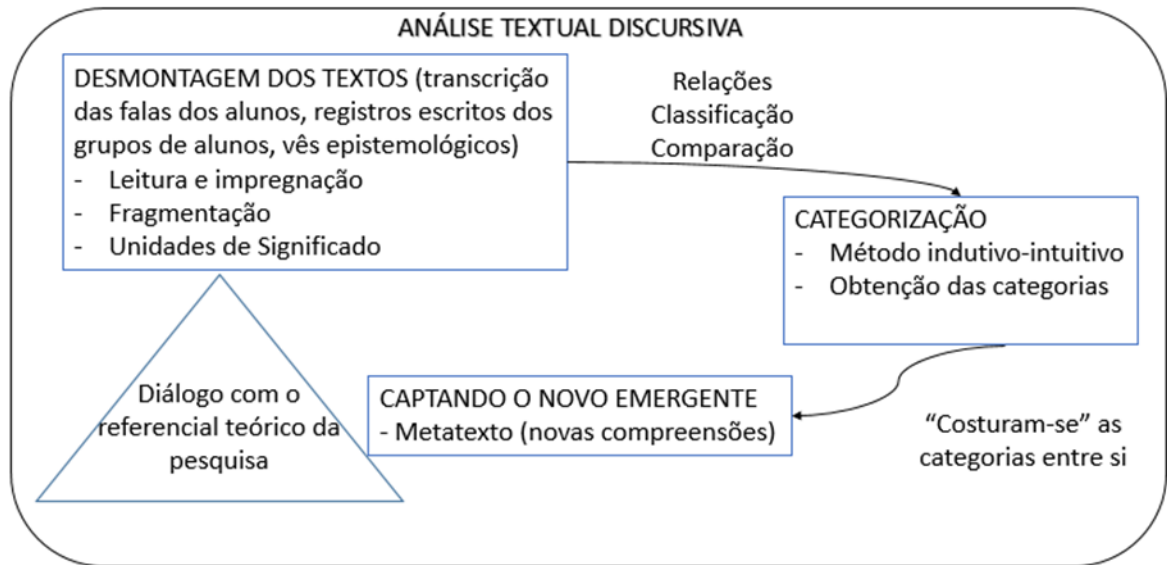 ANÁLISE TEXTUAL DISCURSIVA
DESMONTAGEM DOS TEXTOS (transcrição
das falas dos alunos, registros escritos dos
grupos de alunos, vês epistemológicos)
- Leitura e impregnação
- Fragmentação
- Unidades de Significado
Relações
Classificação
Comparação
CATEGORIZAÇÃO
- Método indutivo-intuitivo
- Obtenção das categorias
"Costuram-se" as
categorias entre si
CAPTANDO O NOVO EMERGENTE
- Metatexto (novas compreensões)
Diálogo com o
referencial teórico da
pesquisa